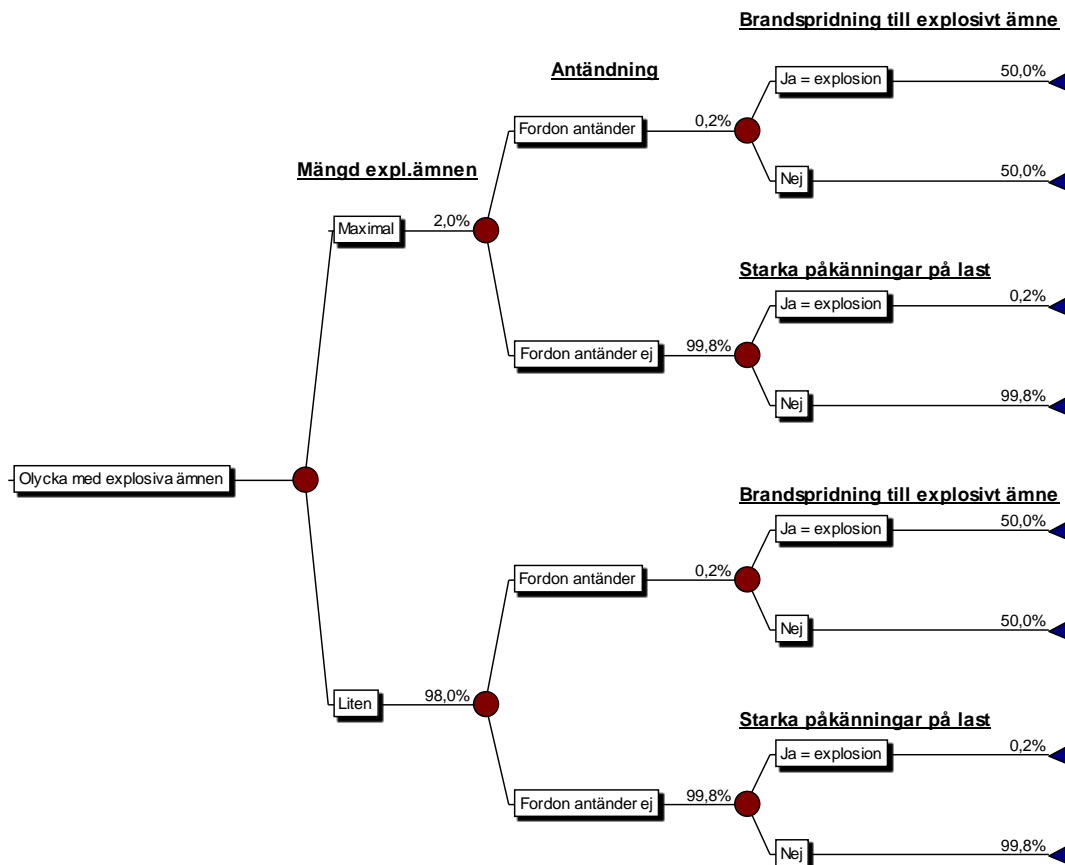 Brandspridning till explosivt ämne
Antändning
Ja = explosion 50,0%
Fordon antänder 0,2%
Mängd expl.ämnen
Nej 50,0%
Maximal 2,0%
Starka påkänningar på last
Ja = explosion 0,2%
Fordon antänder ej 99,8%
Nej 99,8%
Olycka med explosiva ämnen
Brandspridning till explosivt ämne
Ja = explosion 50,0%
Fordon antänder 0,2%
Nej 50,0%
Liten 98,0%
Starka påkänningar på last
Ja = explosion 0,2%
Fordon antänder ej 99,8%
Nej 99,8%